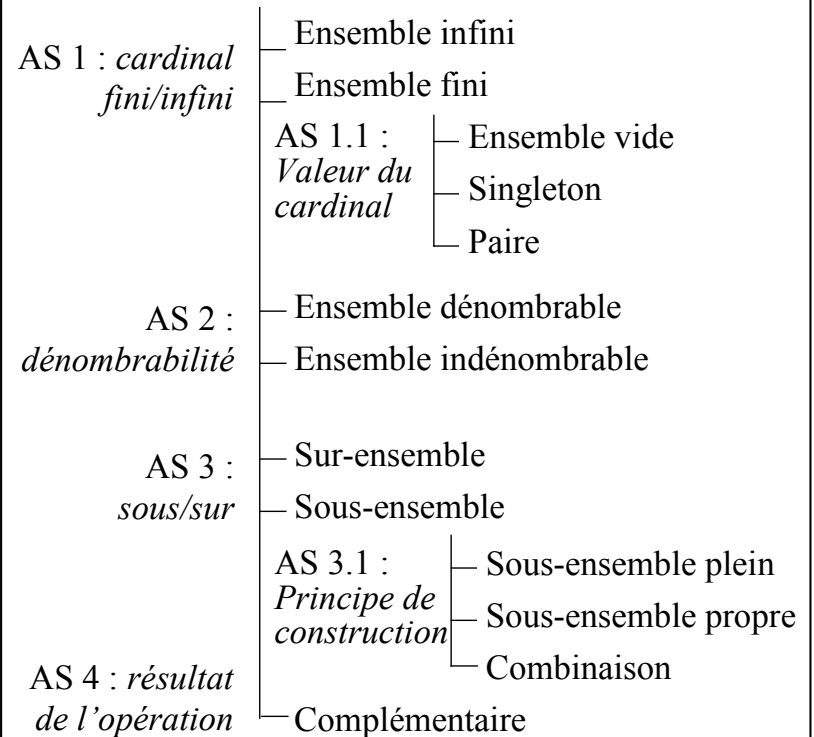 AS 1 : cardinal
fini/infini
Ensemble infini
Ensemble fini
AS 1.1 :
Valeur du
cardinal
Ensemble vide
Singleton
Paire
AS 2 :
dénombrabilité
Ensemble dénombrable
Ensemble indénombrable
AS 3 :
sous/sur
Sur-ensemble
Sous-ensemble
AS 3.1 :
Principe de
construction
Sous-ensemble plein
Sous-ensemble propre
Combinaison
AS 4 : résultat
de l’opération
Complémentaire